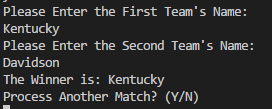 Please Enter the First Team's Name:
Kentucky
Please Enter the Second Team's Name:
Davidson
The Winner is: Kentucky
Process Another Match? (Y/N)